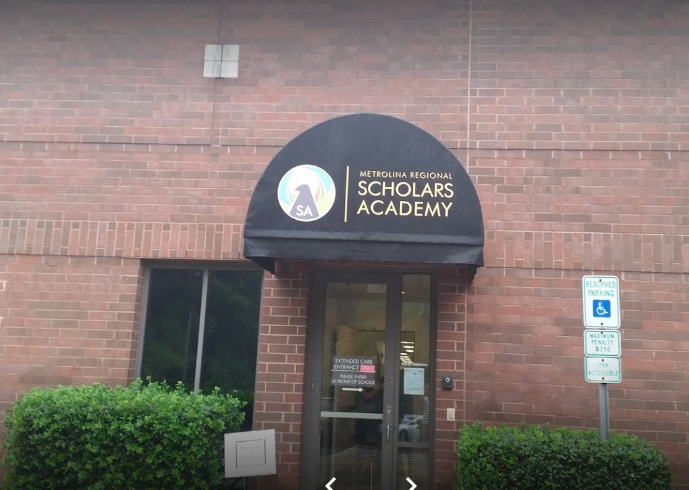 METROLINA REGIONAL
SCHOLARS
ACADEMY
SA
EXTENDED CARE
ENTRANCE ONLY
PLEASE ENTER
AT FRONT OF SCHOOL
RESERVED
PARKING
MAXIMUM
PENALTY
$250
VAN
ACCESSIBLE